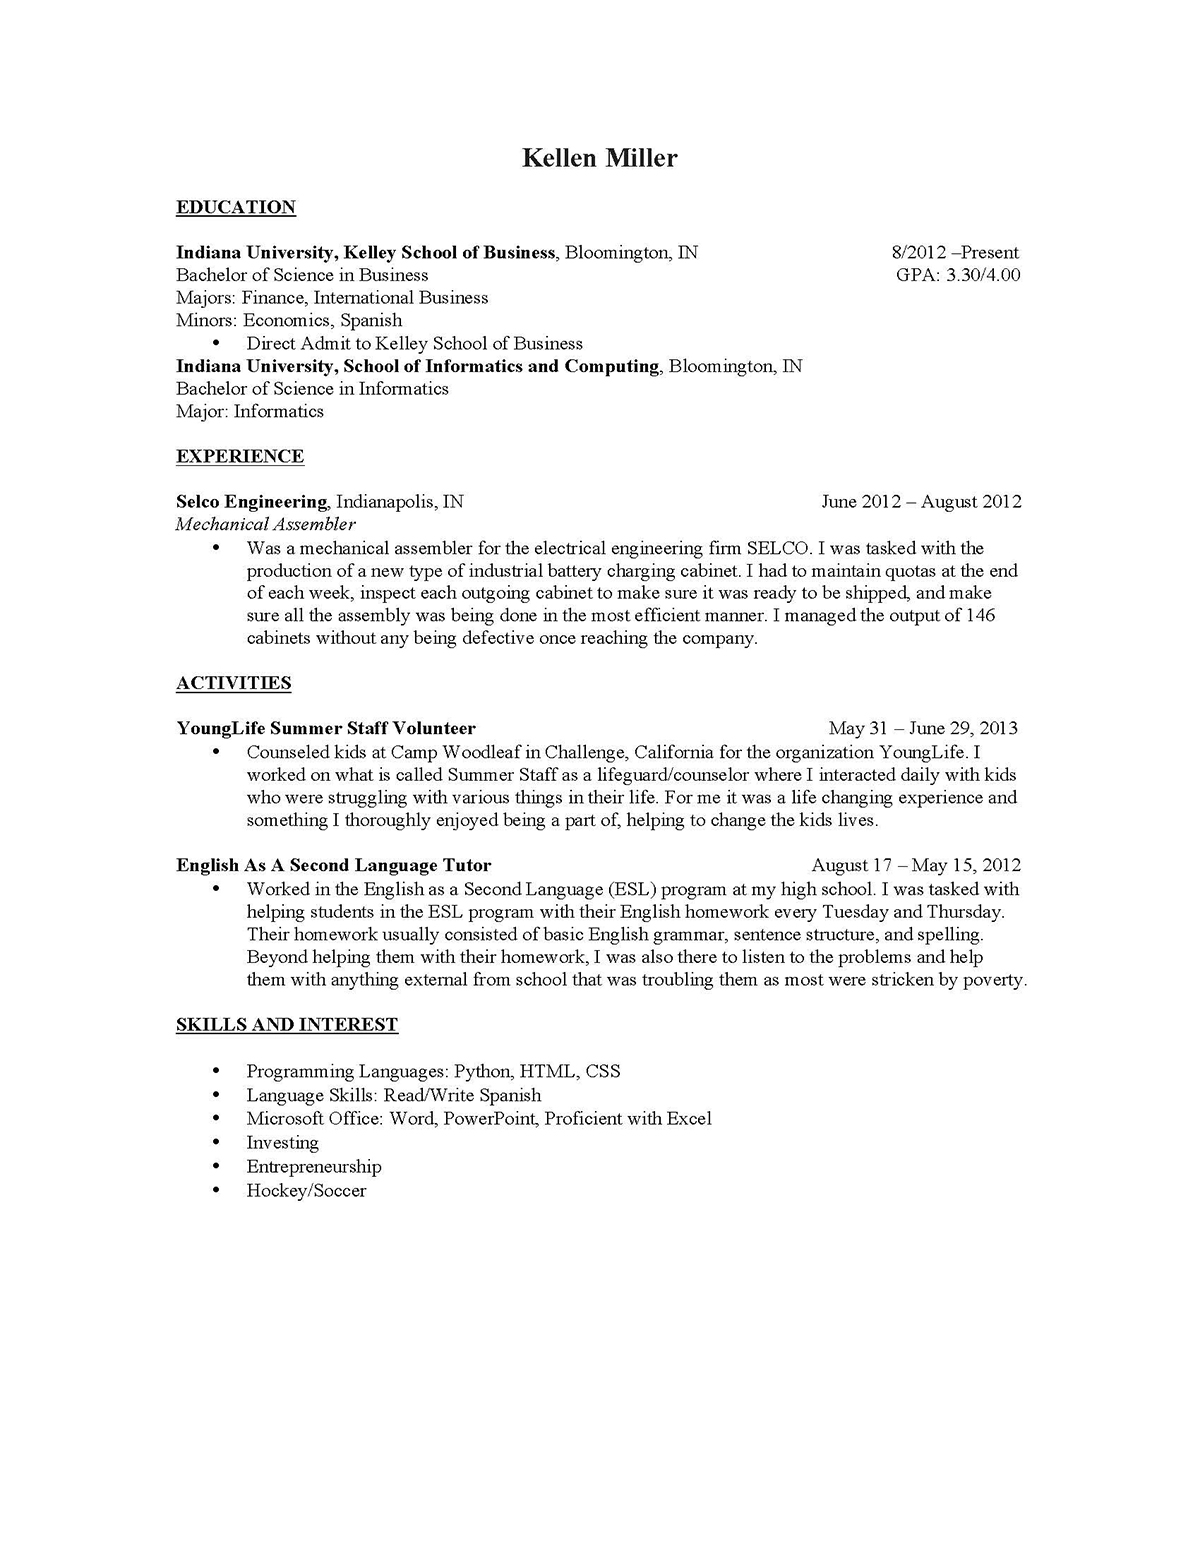 Kellen Miller
EDUCATION
Indiana University, Kelley School of Business, Bloomington, IN 8/2012 –Present
Bachelor of Science in Business GPA: 3.30/4.00
Majors: Finance, International Business
Minors: Economics, Spanish
• Direct Admit to Kelley School of Business
Indiana University, School of Informatics and Computing, Bloomington, IN
Bachelor of Science in Informatics
Major: Informatics
EXPERIENCE
Selco Engineering, Indianapolis, IN June 2012 – August 2012
Mechanical Assembler
• Was a mechanical assembler for the electrical engineering firm SELCO. I was tasked with the
production of a new type of industrial battery charging cabinet. I had to maintain quotas at the end
of each week, inspect each outgoing cabinet to make sure it was ready to be shipped, and make
sure all the assembly was being done in the most efficient manner. I managed the output of 146
cabinets without any being defective once reaching the company.
ACTIVITIES
YoungLife Summer Staff Volunteer May 31 – June 29, 2013
• Counseled kids at Camp Woodleaf in Challenge, California for the organization YoungLife. I
worked on what is called Summer Staff as a lifeguard/counselor where I interacted daily with kids
who were struggling with various things in their life. For me it was a life changing experience and
something I thoroughly enjoyed being a part of, helping to change the kids lives.
English As A Second Language Tutor August 17 – May 15, 2012
• Worked in the English as a Second Language (ESL) program at my high school. I was tasked with
helping students in the ESL program with their English homework every Tuesday and Thursday.
Their homework usually consisted of basic English grammar, sentence structure, and spelling.
Beyond helping them with their homework, I was also there to listen to the problems and help
them with anything external from school that was troubling them as most were stricken by poverty.
SKILLS AND INTEREST
• Programming Languages: Python, HTML, CSS
• Language Skills: Read/Write Spanish
• Microsoft Office: Word, PowerPoint, Proficient with Excel
• Investing
• Entrepreneurship
• Hockey/Soccer